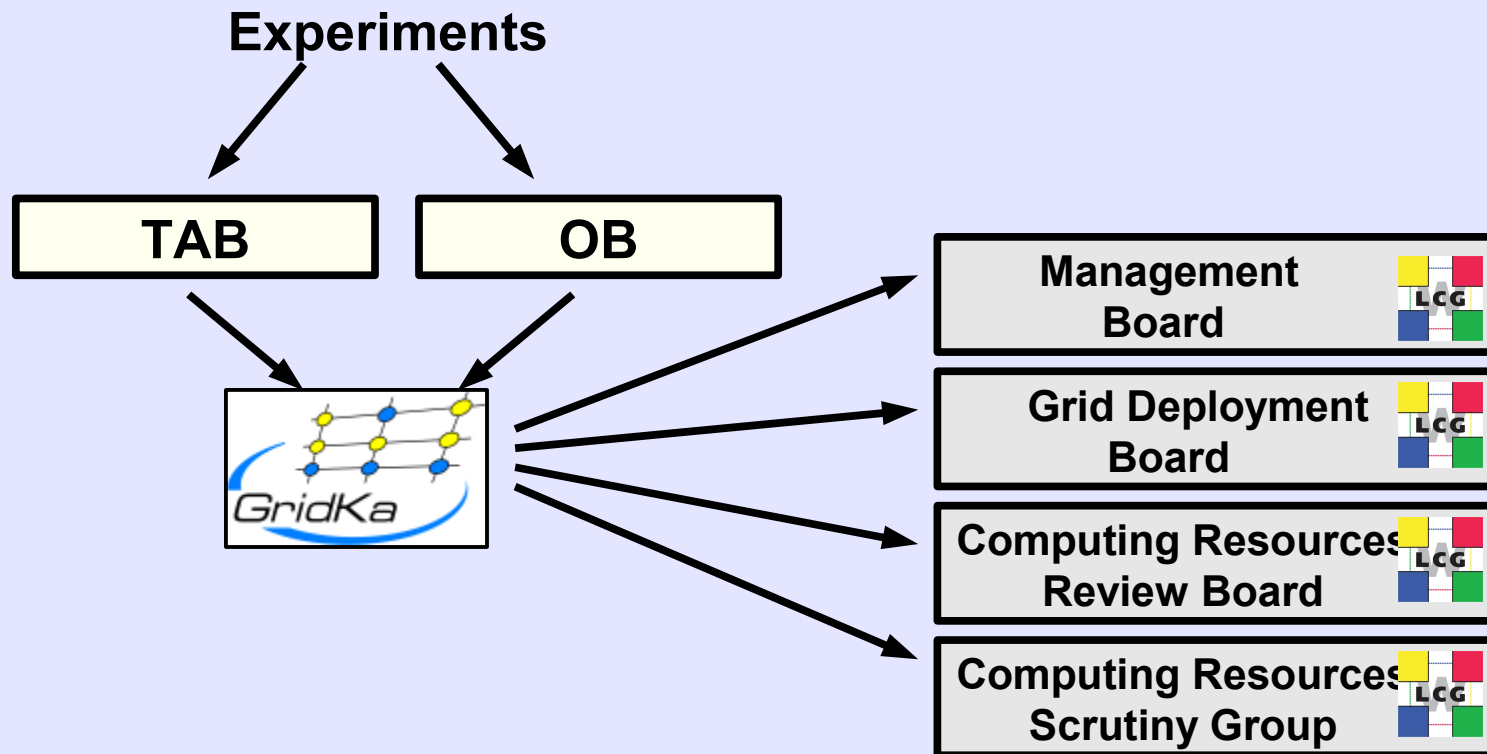 Experiments
TAB
OB
GridKa
Management
Board
LCG
Grid Deployment
Board
LCG
Computing Resources
Review Board
LCG
Computing Resources
Scrutiny Group
LCG